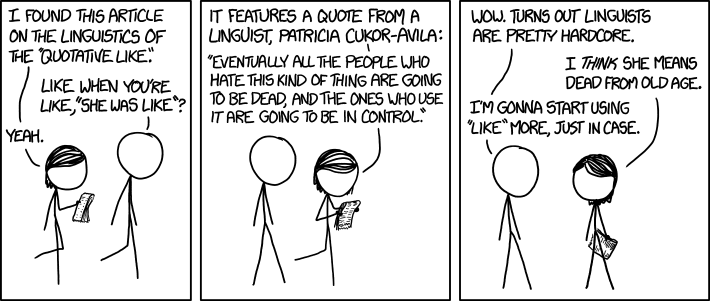 I FOUND THIS ARTICLE
ON THE LINGUISTICS OF
THE "QUOTATIVE LIKE."
LIKE WHEN YOU'RE
LIKE, "SHE WAS LIKE"?
YEAH.
IT FEATURES A QUOTE FROM A
LINGUIST, PATRICIA CUKOR-AVILA:
"EVENTUALLY ALL THE PEOPLE WHO
HATE THIS KIND OF THING ARE GOING
TO BE DEAD, AND THE ONES WHO USE
IT ARE GOING TO BE IN CONTROL."
WOW. TURNS OUT LINGUISTS
ARE PRETTY HARDCORE.
I THINK SHE MEANS
DEAD FROM OLD AGE.
I'M GONNA START USING
"LIKE" MORE, JUST IN CASE.